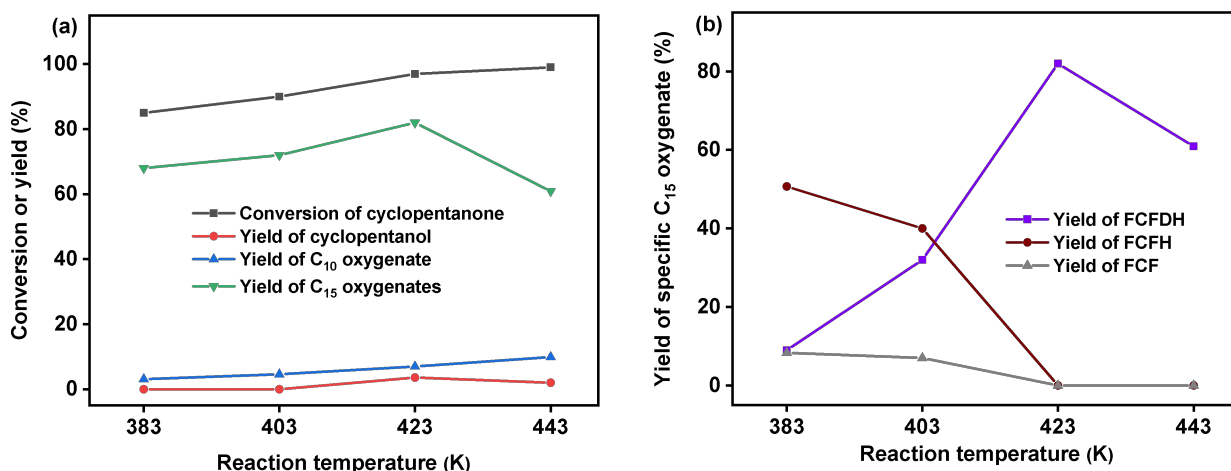 (a)
Conversion or yield (%)
100
80
60
40
20
0
Conversion of cyclopentanone
Yield of cyclopentanol
Yield of C₁₀ oxygenate
Yield of C₁₅ oxygenates
383
403
423
443
Reaction temperature (K)
(b)
Yield of specific C₁₅ oxygenate (%)
80
60
40
20
0
Yield of FCFDH
Yield of FCFH
Yield of FCF
383
403
423
443
Reaction temperature (K)